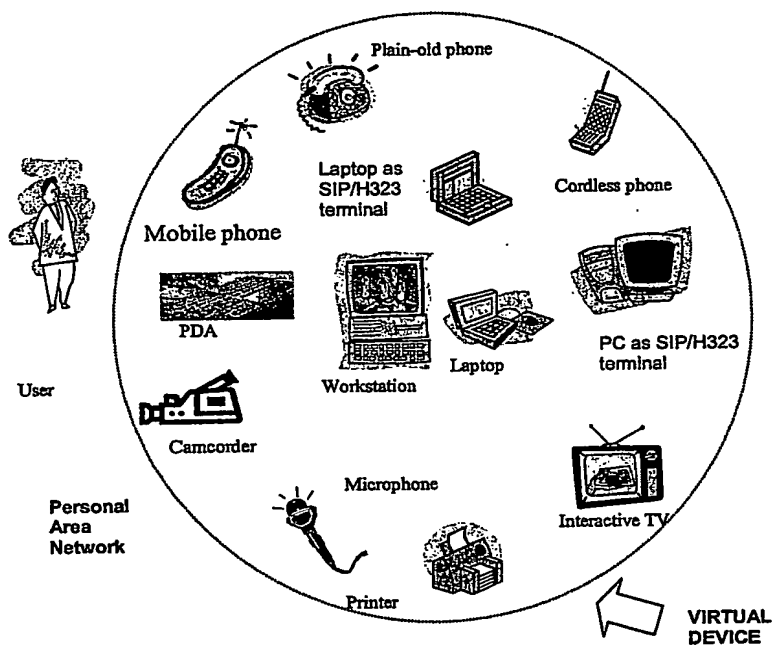 Plain-old phone
Laptop as
SIP/H323
terminal
Cordless phone
Mobile phone
PDA
Workstation
Laptop
PC as SIP/H323
terminal
User
Camcorder
Microphone
Interactive TV
Personal
Area
Network
Printer
VIRTUAL
DEVICE